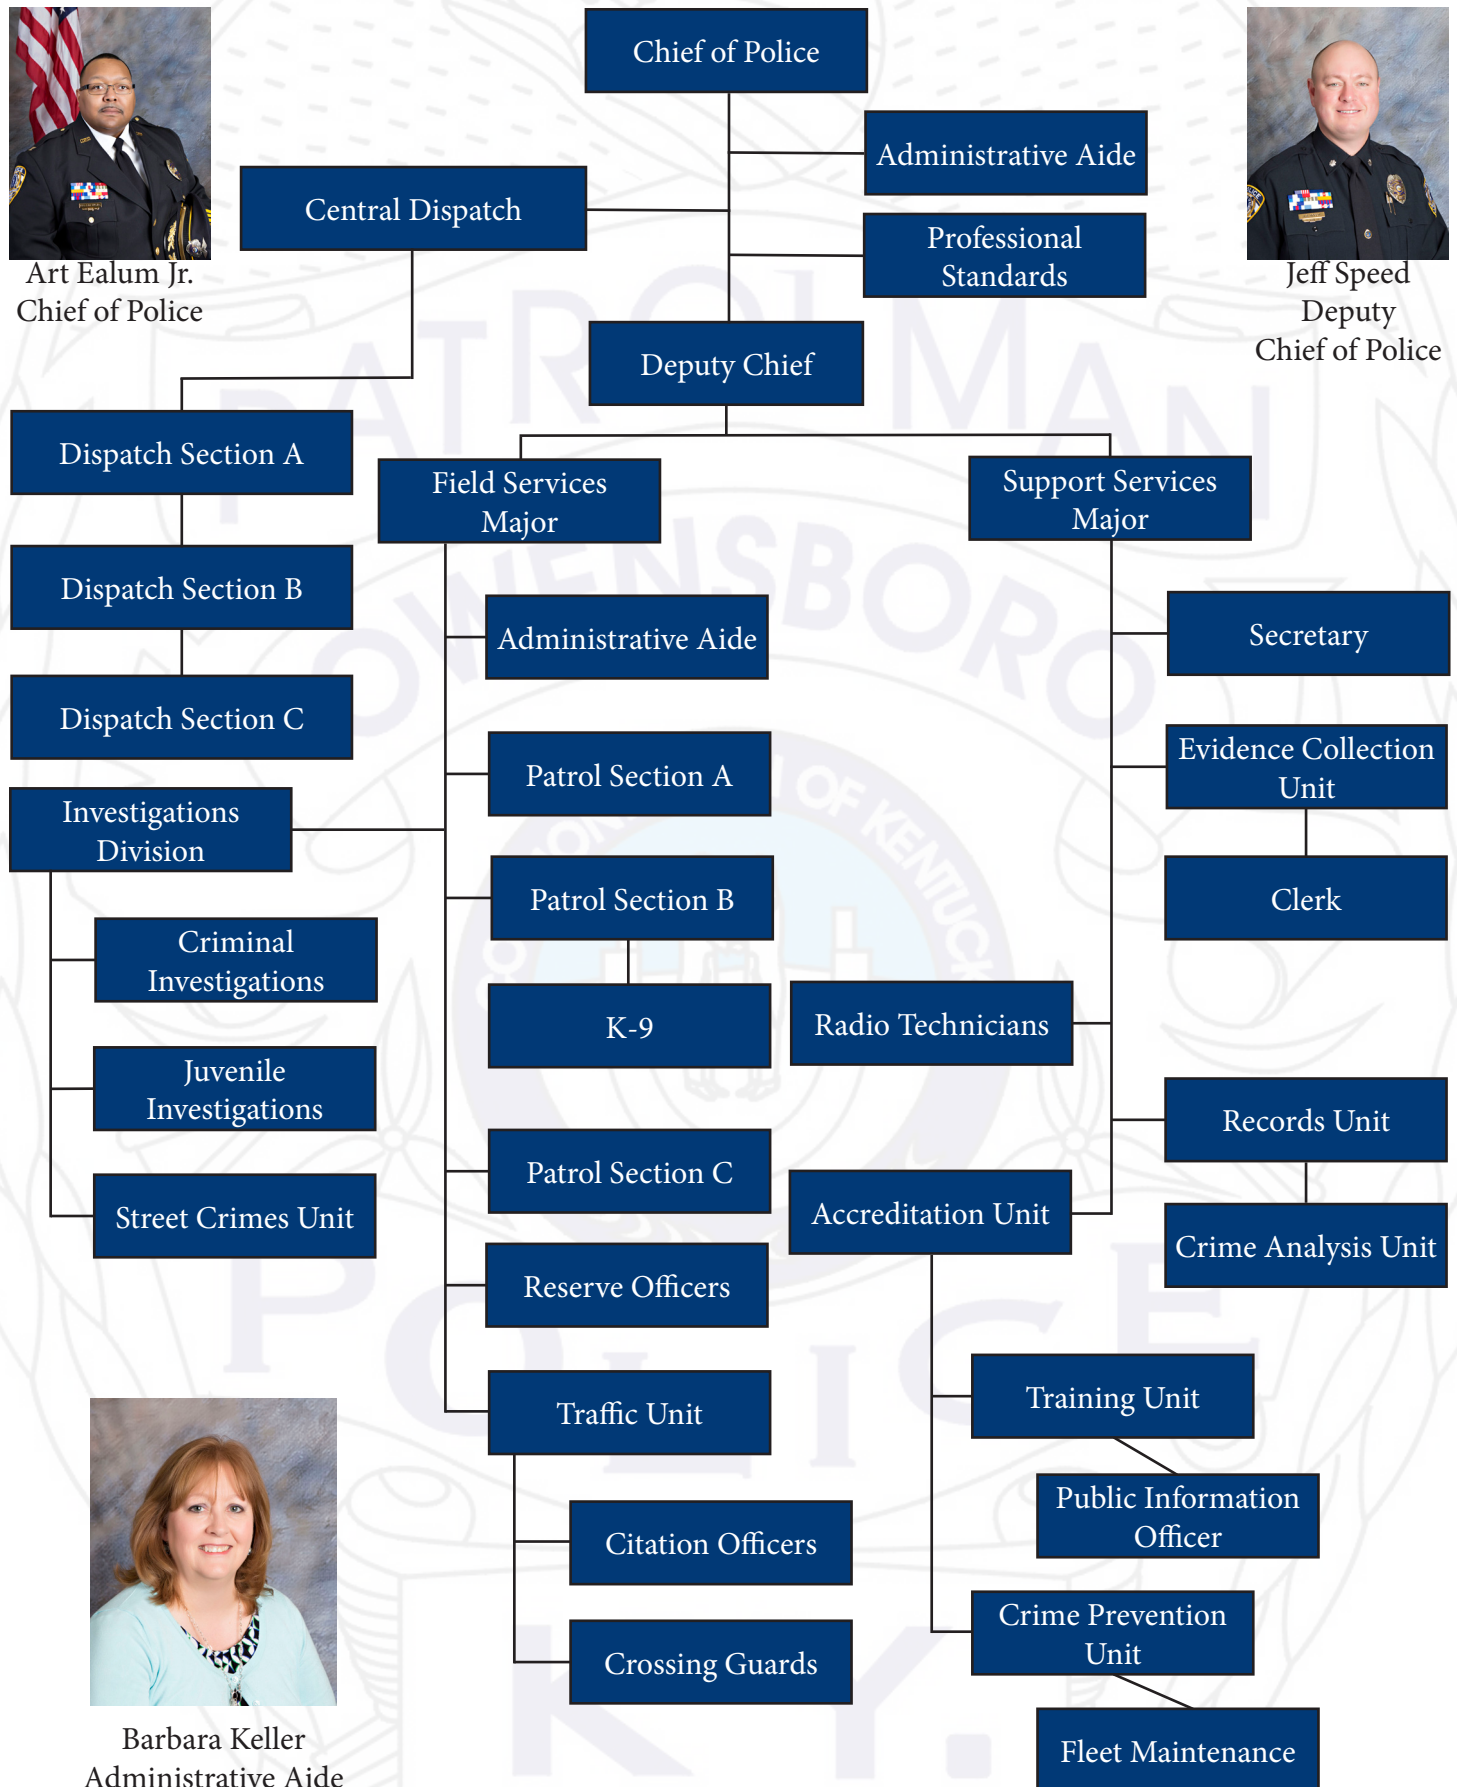 Chief of Police
Administrative Aide
Central Dispatch
Professional
Standards
Art Ealum Jr.
Chief of Police
Jeff Speed
Deputy
Chief of Police
Deputy Chief
Dispatch Section A
Field Services
Major
Support Services
Major
Dispatch Section B
Administrative Aide
Secretary
Dispatch Section C
Patrol Section A
Evidence Collection
Unit
Investigations
Division
Patrol Section B
Clerk
Criminal
Investigations
K-9
Radio Technicians
Juvenile
Investigations
Records Unit
Patrol Section C
Accreditation Unit
Street Crimes Unit
Crime Analysis Unit
Reserve Officers
Traffic Unit
Training Unit
Public Information
Officer
Citation Officers
Crime Prevention
Unit
Crossing Guards
Fleet Maintenance
Barbara Keller
Administrative Aide
PATROLMAN
OWENSBORO
POLICE
KY.